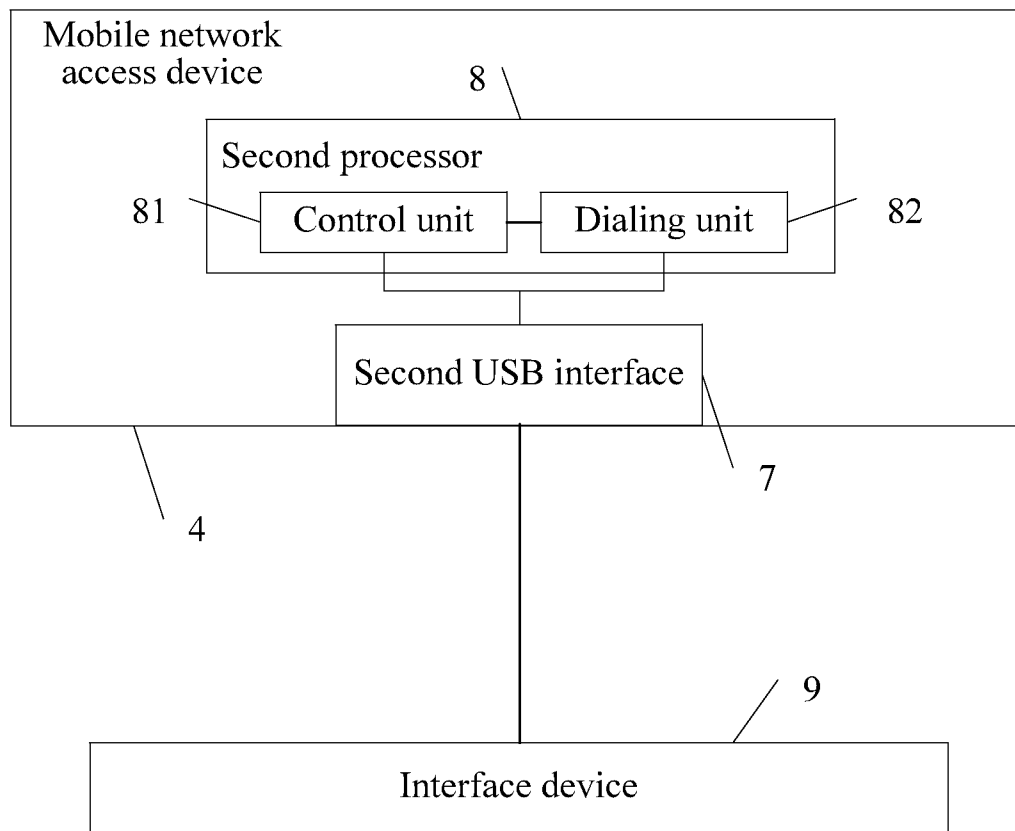 Mobile network
access device
8
Second processor
81
Control unit
Dialing unit
82
Second USB interface
7
4
9
Interface device